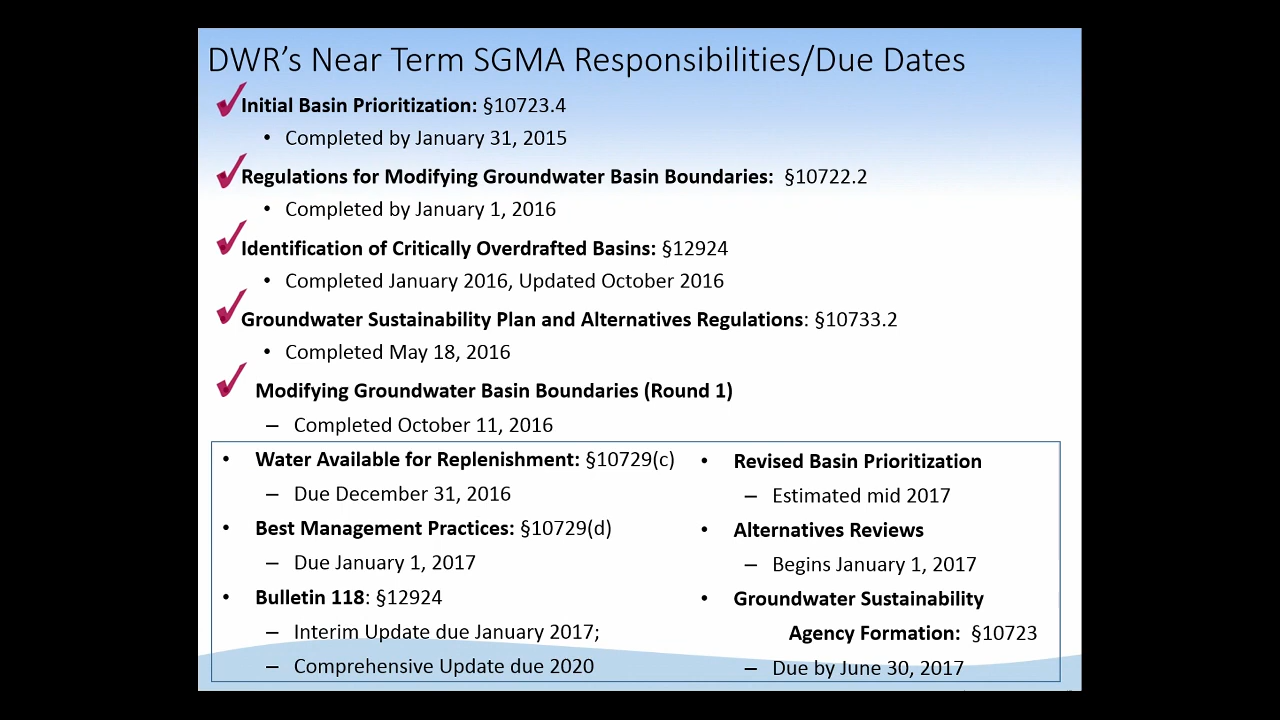 DWR’s Near Term SGMA Responsibilities/Due Dates
✓ Initial Basin Prioritization: §10723.4
• Completed by January 31, 2015
✓ Regulations for Modifying Groundwater Basin Boundaries: §10722.2
• Completed by January 1, 2016
✓ Identification of Critically Overdrafted Basins: §12924
• Completed January 2016, Updated October 2016
✓ Groundwater Sustainability Plan and Alternatives Regulations: §10733.2
• Completed May 18, 2016
✓ Modifying Groundwater Basin Boundaries (Round 1)
– Completed October 11, 2016
• Water Available for Replenishment: §10729(c)
– Due December 31, 2016
• Best Management Practices: §10729(d)
– Due January 1, 2017
• Bulletin 118: §12924
– Interim Update due January 2017;
– Comprehensive Update due 2020
• Revised Basin Prioritization
– Estimated mid 2017
• Alternatives Reviews
– Begins January 1, 2017
• Groundwater Sustainability
Agency Formation: §10723
– Due by June 30, 2017